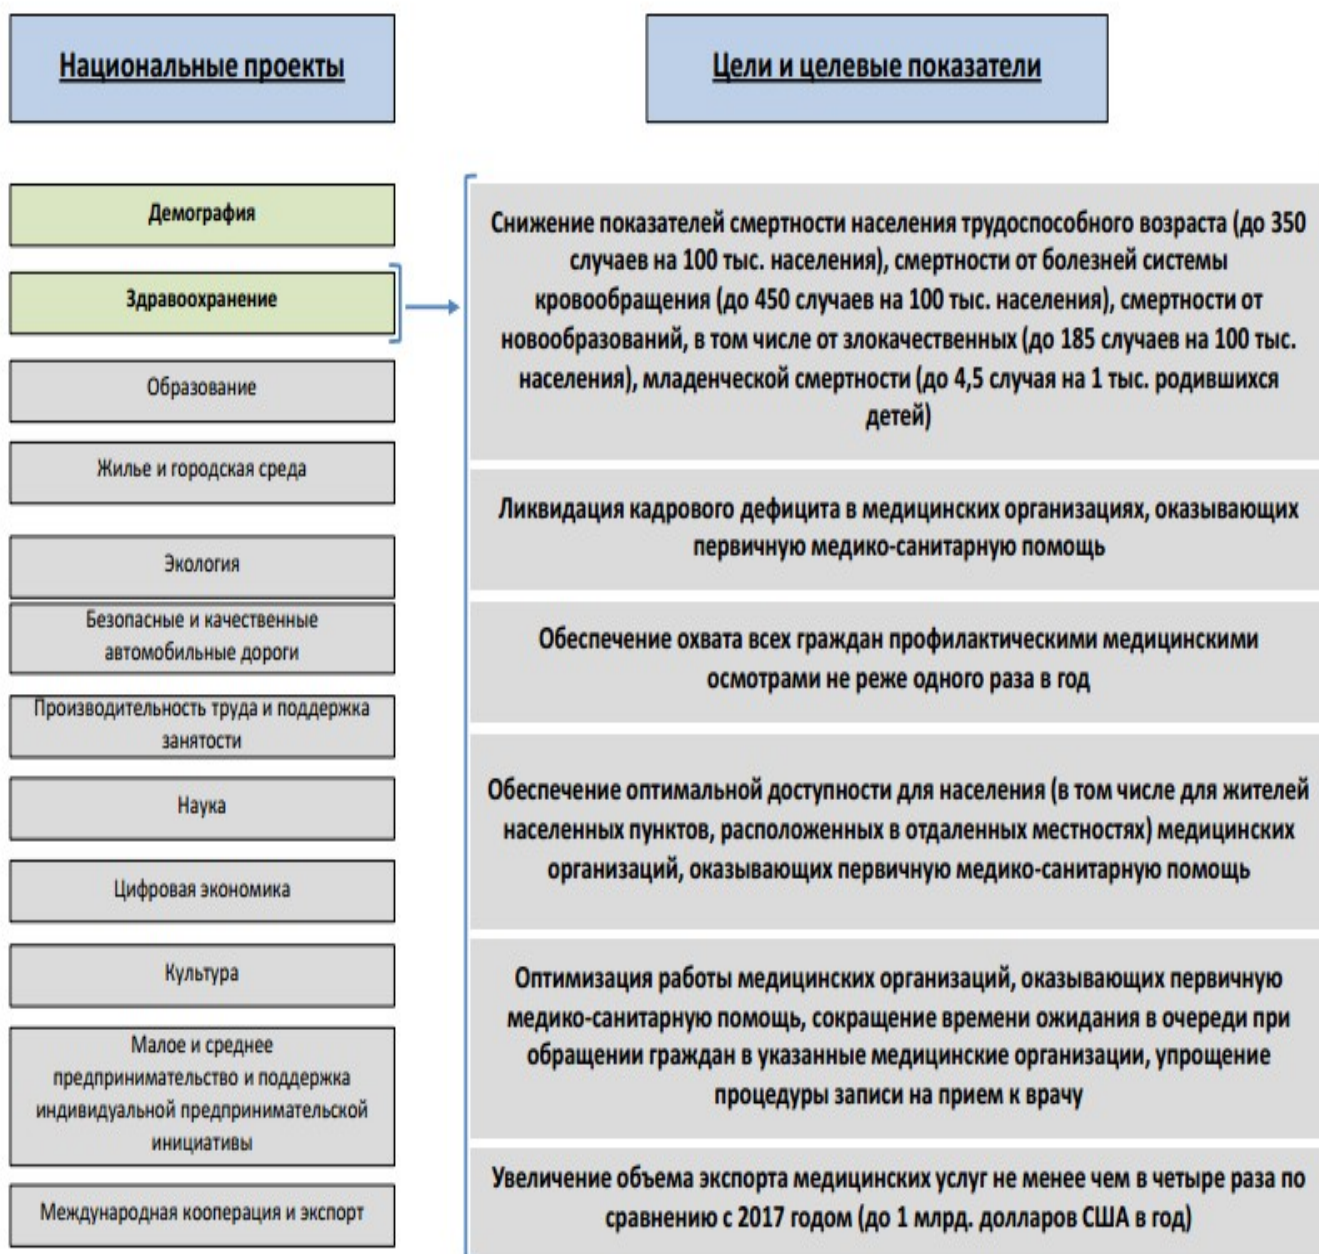 Национальные проекты
Цели и целевые показатели
Демография
Здравоохранение
Образование
Жилье и городская среда
Экология
Безопасные и качественные
автомобильные дороги
Производительность труда и поддержка
занятости
Наука
Цифровая экономика
Культура
Малое и среднее
предпринимательство и поддержка
индивидуальной предпринимательской
инициативы
Международная кооперация и экспорт
Снижение показателей смертности населения трудоспособного возраста (до 350
случаев на 100 тыс. населения), смертности от болезней системы
кровообращения (до 450 случаев на 100 тыс. населения), смертности от
новообразований, в том числе от злокачественных (до 185 случаев на 100 тыс.
населения), младенческой смертности (до 4,5 случая на 1 тыс. родившихся
детей)
Ликвидация кадрового дефицита в медицинских организациях, оказывающих
первичную медико-санитарную помощь
Обеспечение охвата всех граждан профилактическими медицинскими
осмотрами не реже одного раза в год
Обеспечение оптимальной доступности для населения (в том числе для жителей
населенных пунктов, расположенных в отдаленных местностях) медицинских
организаций, оказывающих первичную медико-санитарную помощь
Оптимизация работы медицинских организаций, оказывающих первичную
медико-санитарную помощь, сокращение времени ожидания в очереди при
обращении граждан в указанные медицинские организации, упрощение
процедуры записи на прием к врачу
Увеличение объема экспорта медицинских услуг не менее чем в четыре раза по
сравнению с 2017 годом (до 1 млрд. долларов США в год)